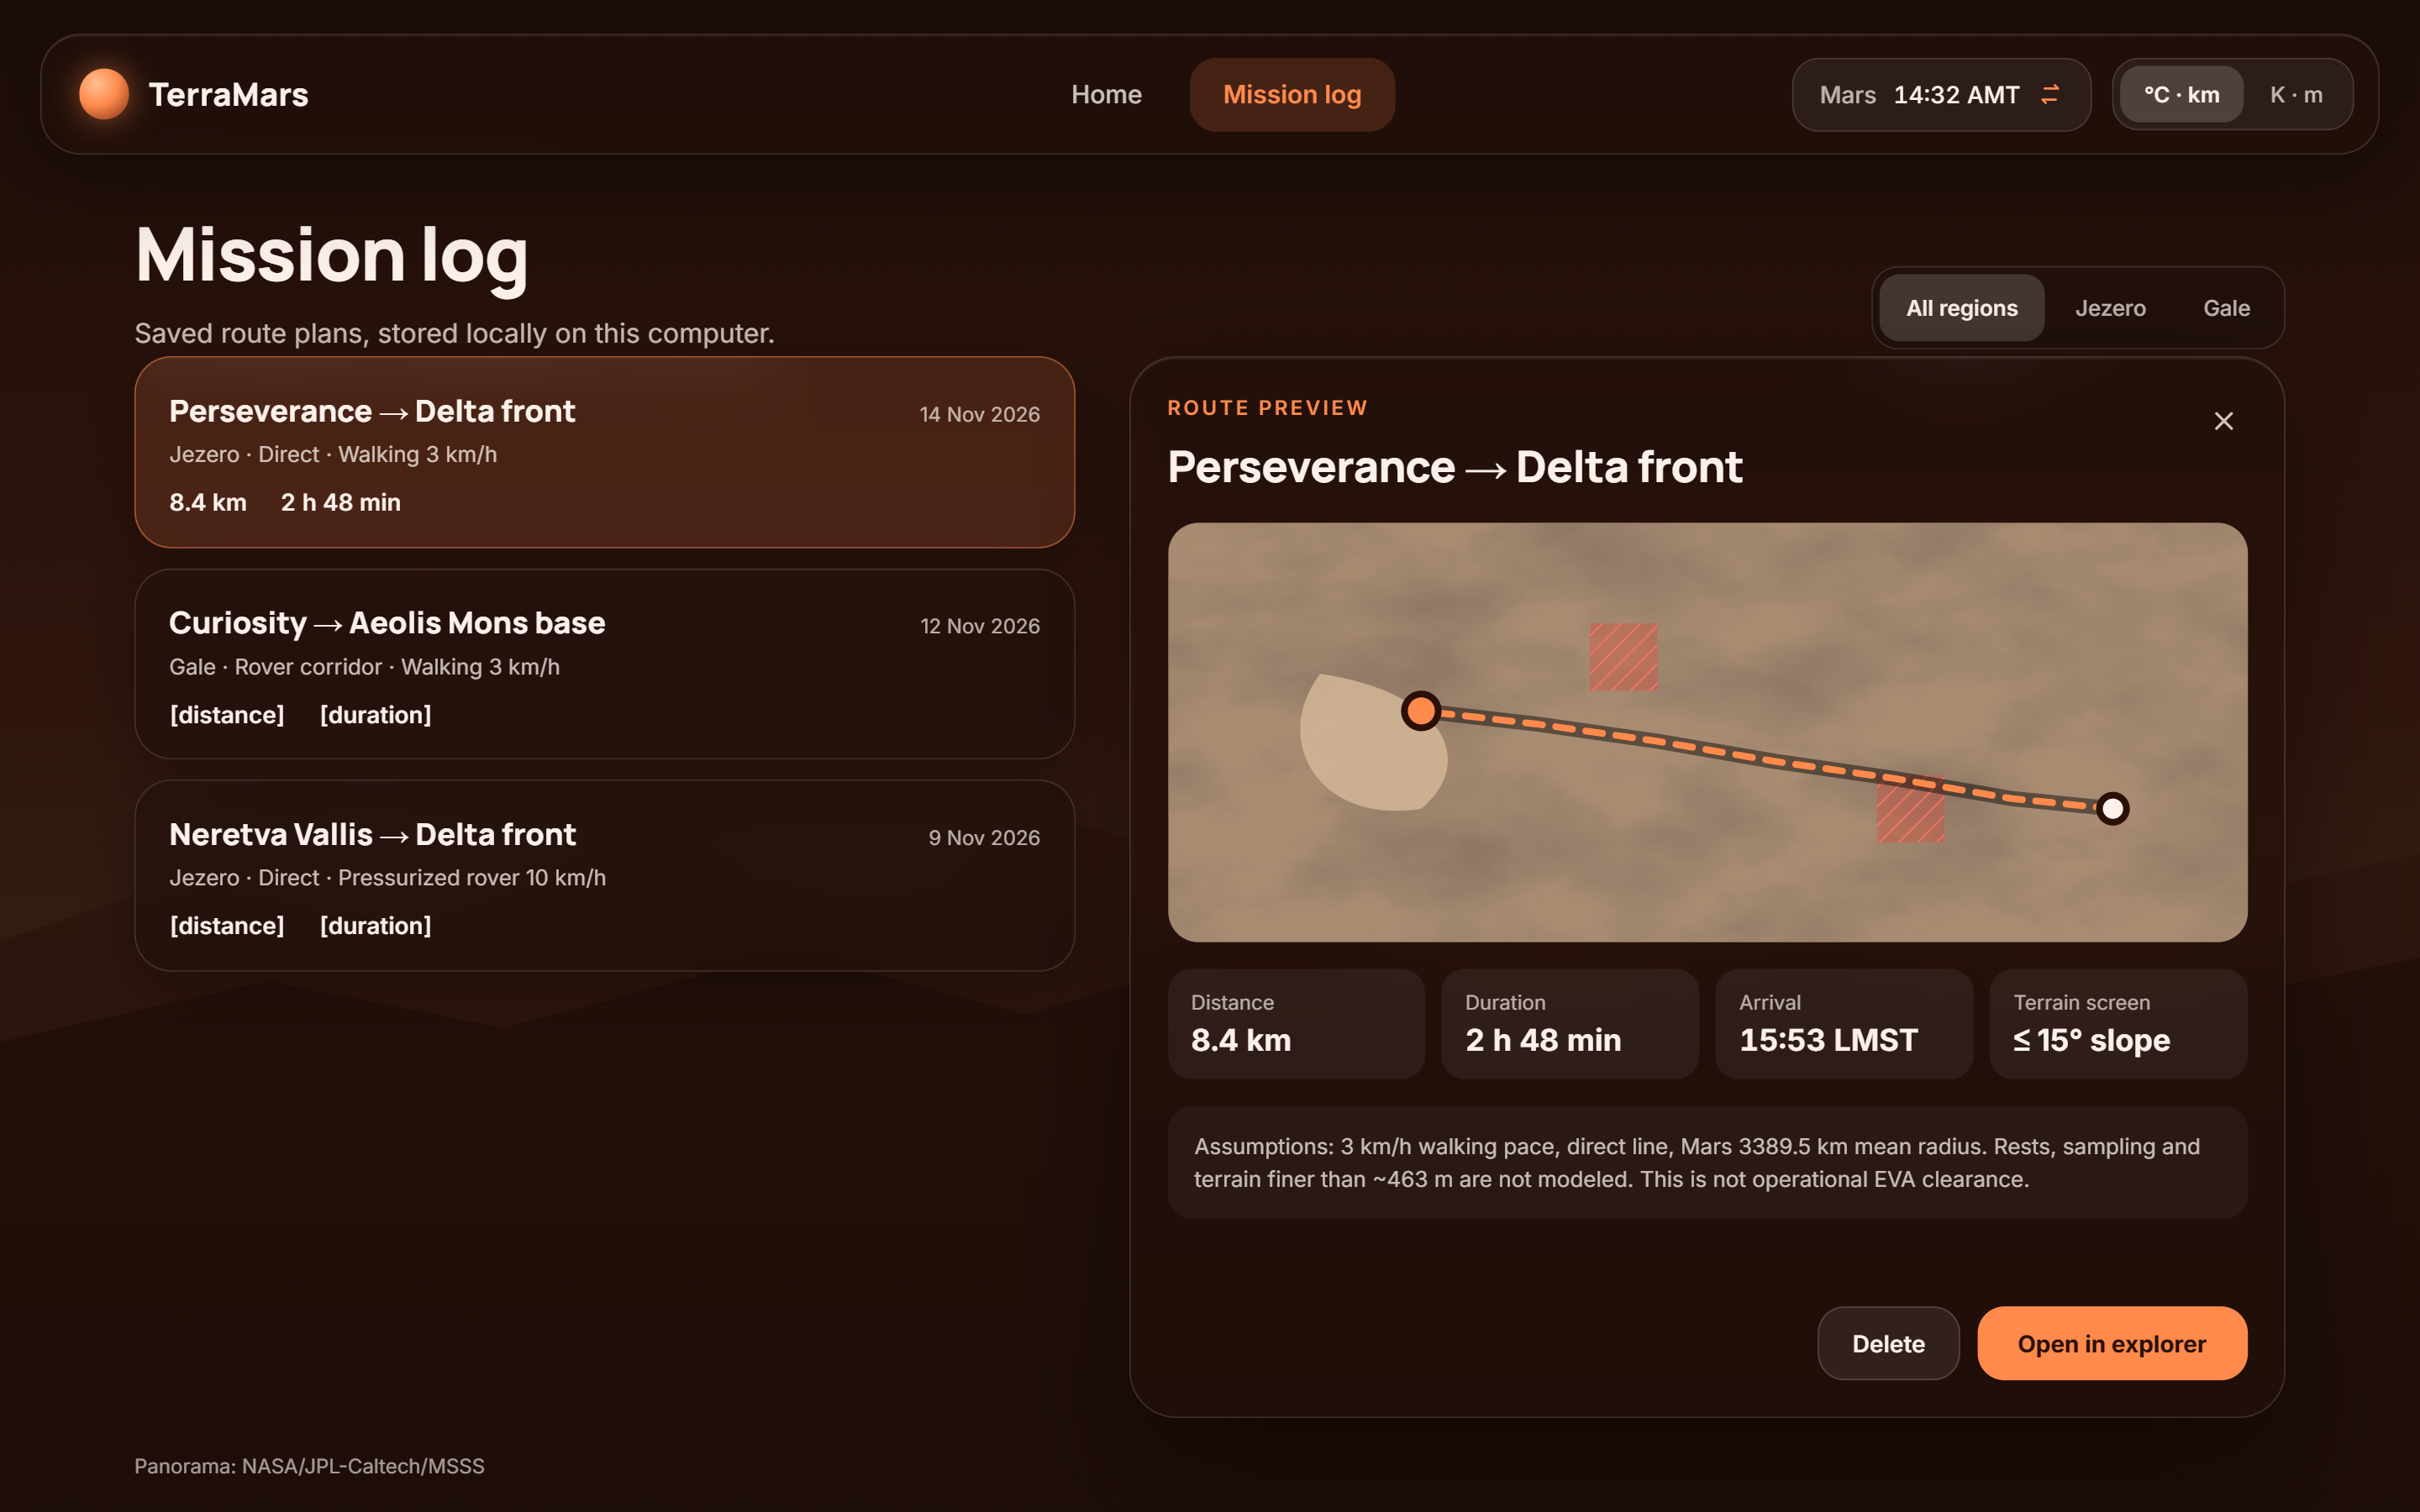 TerraMars
Home
Mission log
Mars 14:32 AMT
°C · km
K · m
Mission log
Saved route plans, stored locally on this computer.
All regions
Jezero
Gale
Perseverance → Delta front
14 Nov 2026
Jezero · Direct · Walking 3 km/h
8.4 km 2 h 48 min
Curiosity → Aeolis Mons base
12 Nov 2026
Gale · Rover corridor · Walking 3 km/h
[distance] [duration]
Neretva Vallis → Delta front
9 Nov 2026
Jezero · Direct · Pressurized rover 10 km/h
[distance] [duration]
ROUTE PREVIEW
Perseverance → Delta front
Distance
8.4 km
Duration
2 h 48 min
Arrival
15:53 LMST
Terrain screen
≤ 15° slope
Assumptions: 3 km/h walking pace, direct line, Mars 3389.5 km mean radius. Rests, sampling and
terrain finer than ~463 m are not modeled. This is not operational EVA clearance.
Delete
Open in explorer
Panorama: NASA/JPL-Caltech/MSSS